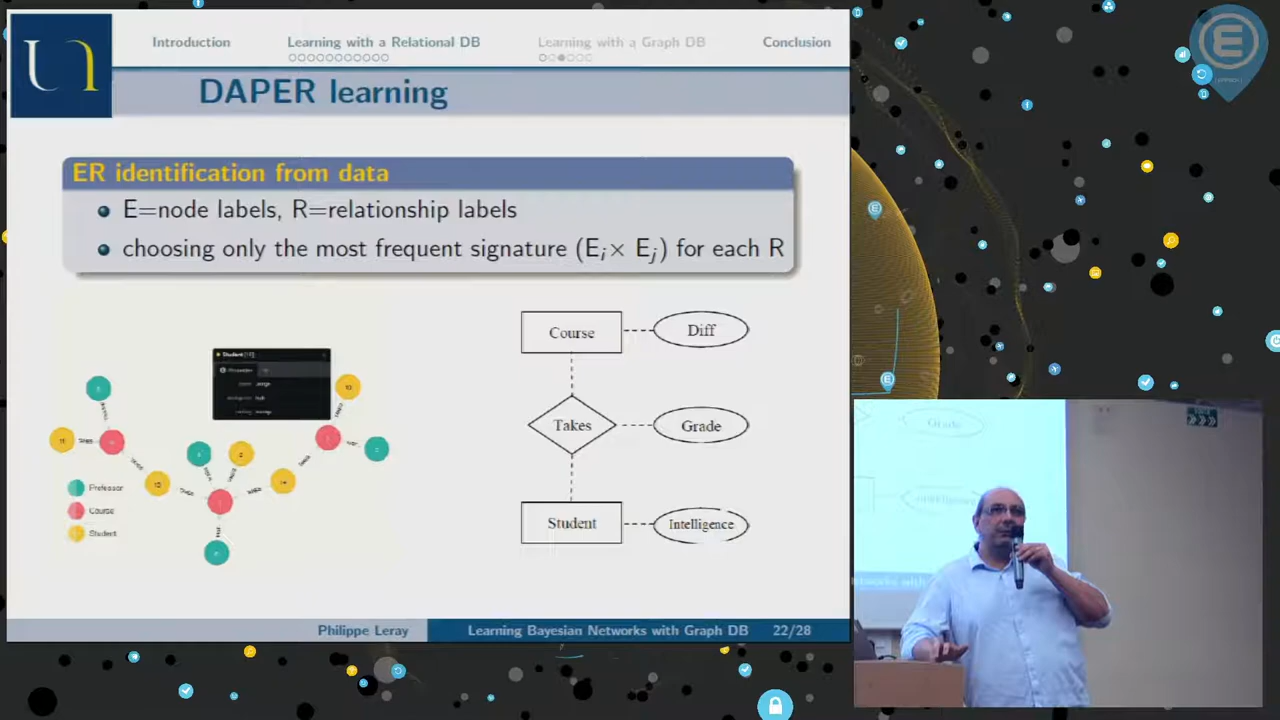 Introduction
Learning with a Relational DB
Learning with a Graph DB
Conclusion
DAPER learning
ER identification from data
E=node labels, R=relationship labels
choosing only the most frequent signature (Ei× Ej) for each R
Student
Professor
Course
Student
Course
Diff
Takes
Grade
Student
Intelligence
Philippe Leray
Learning Bayesian Networks with Graph DB
22/28
Grade